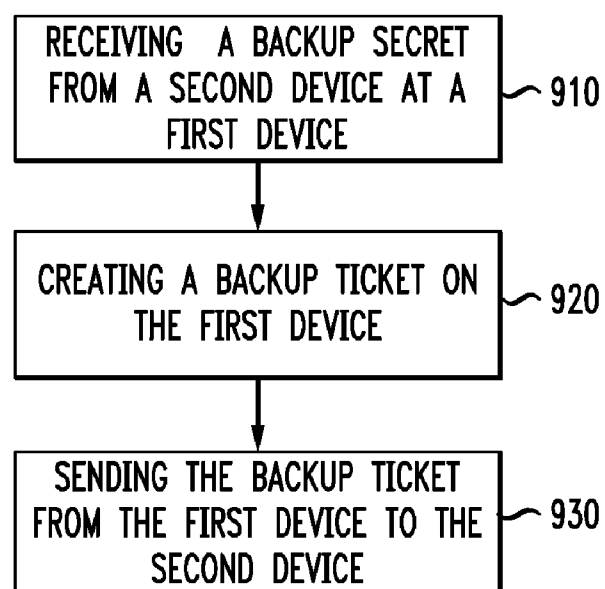 RECEIVING A BACKUP SECRET
FROM A SECOND DEVICE AT A
FIRST DEVICE
910
CREATING A BACKUP TICKET ON
THE FIRST DEVICE
920
SENDING THE BACKUP TICKET
FROM THE FIRST DEVICE TO THE
SECOND DEVICE
930